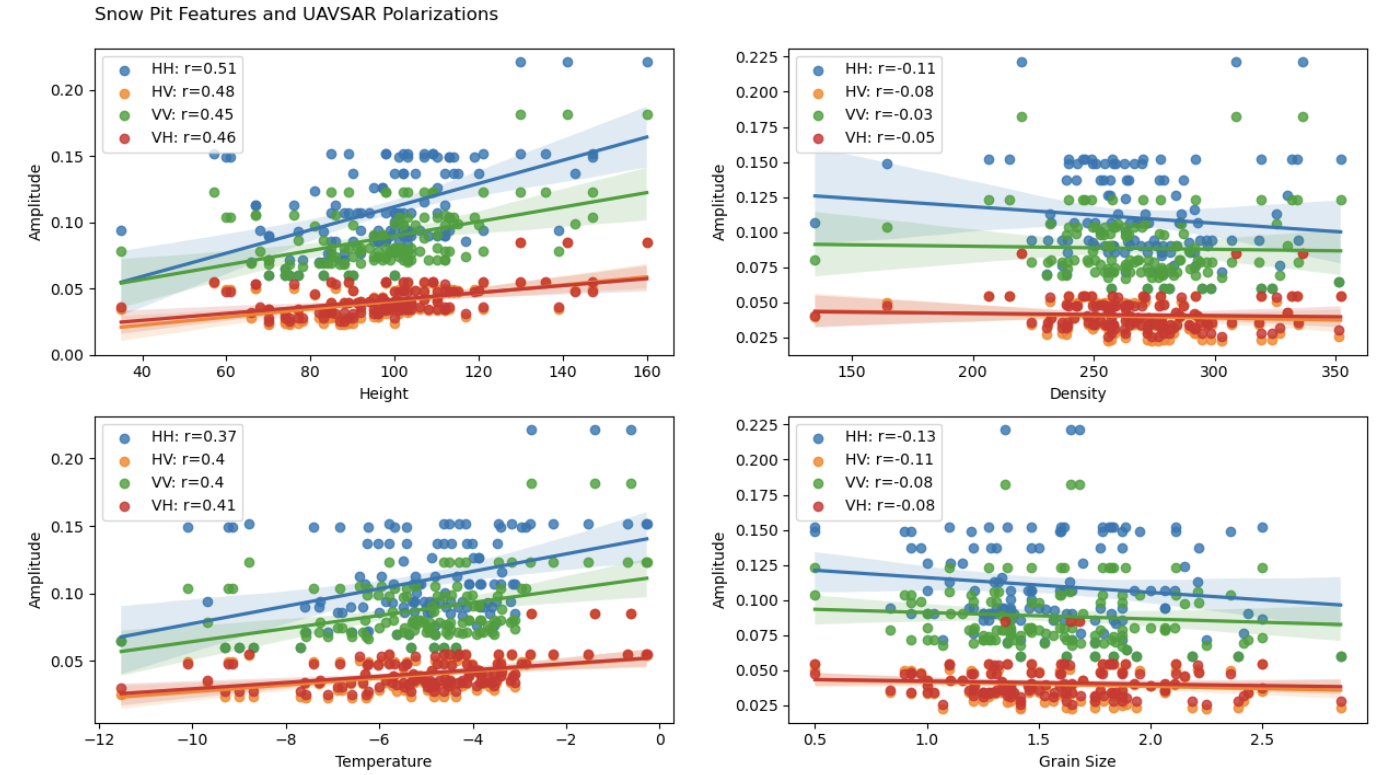 Snow Pit Features and UAVSAR Polarizations
HH: r=0.51
HV: r=0.48
VV: r=0.45
VH: r=0.46
0.20
0.15
0.10
0.05
0.00
Amplitude
40 60 80 100 120 140 160
Height
HH: r=-0.11
HV: r=-0.08
VV: r=-0.03
VH: r=-0.05
0.225
0.200
0.175
0.150
0.125
0.100
0.075
0.050
0.025
Amplitude
150 200 250 300 350
Density
HH: r=0.37
HV: r=0.4
VV: r=0.4
VH: r=0.41
0.20
0.15
0.10
0.05
Amplitude
−12 −10 −8 −6 −4 −2 0
Temperature
HH: r=-0.13
HV: r=-0.11
VV: r=-0.08
VH: r=-0.08
0.225
0.200
0.175
0.150
0.125
0.100
0.075
0.050
0.025
Amplitude
0.5 1.0 1.5 2.0 2.5
Grain Size